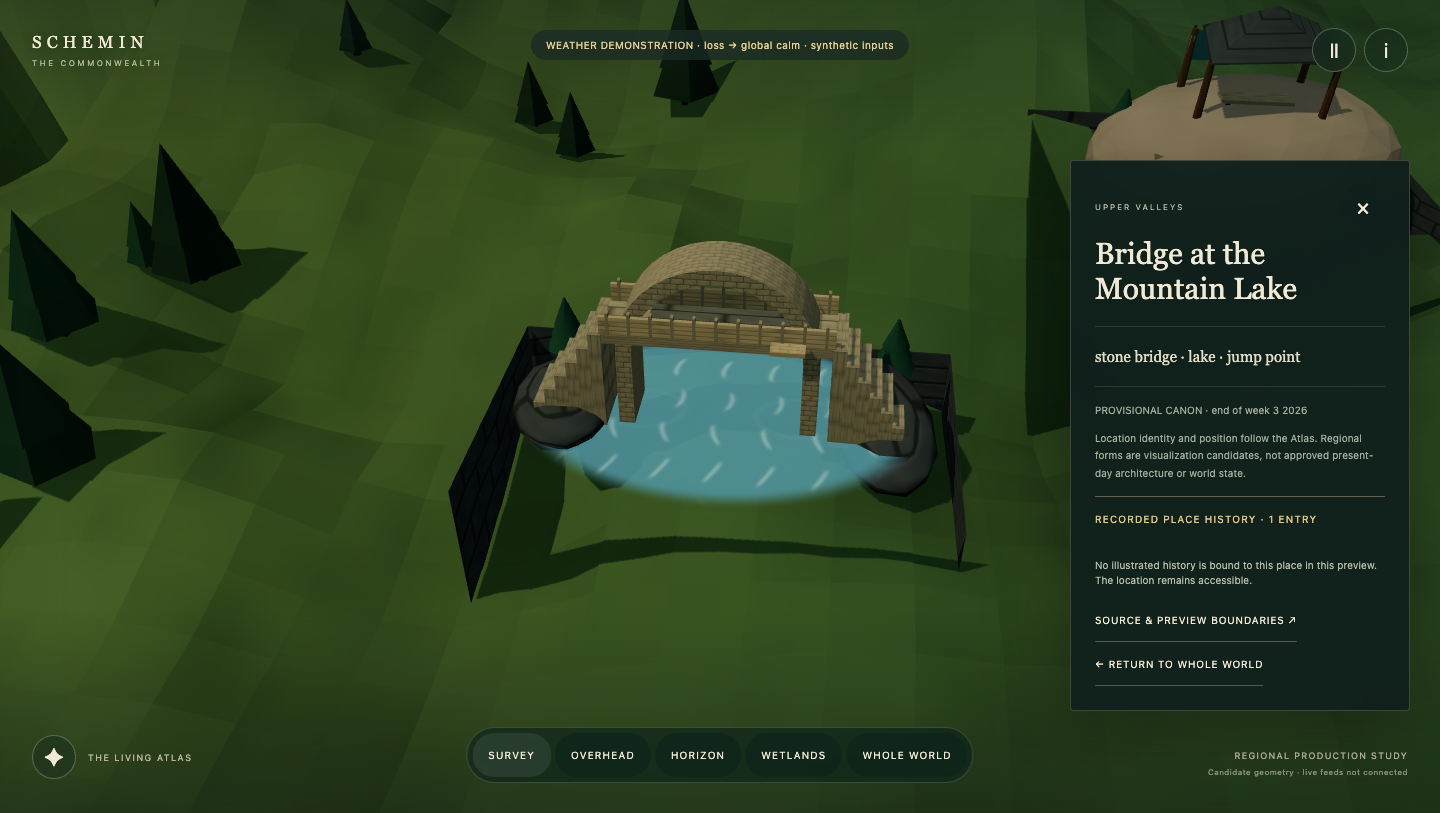 SCHEMIN
THE COMMONWEALTH
WEATHER DEMONSTRATION · loss → global calm · synthetic inputs
i
UPPER VALLEYS
×
Bridge at the
Mountain Lake
stone bridge · lake · jump point
PROVISIONAL CANON · end of week 3 2026
Location identity and position follow the Atlas. Regional
forms are visualization candidates, not approved present-
day architecture or world state.
RECORDED PLACE HISTORY · 1 ENTRY
No illustrated history is bound to this place in this preview.
The location remains accessible.
SOURCE & PREVIEW BOUNDARIES ↗
← RETURN TO WHOLE WORLD
THE LIVING ATLAS
SURVEY OVERHEAD HORIZON WETLANDS WHOLE WORLD
REGIONAL PRODUCTION STUDY
Candidate geometry · live feeds not connected